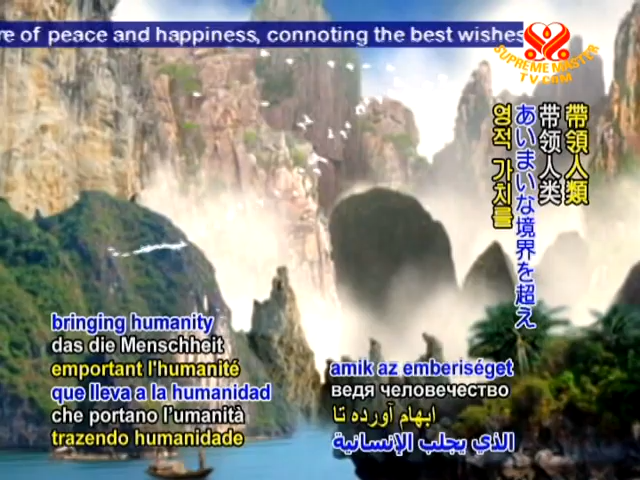 re of peace and happiness, connoting the best wishes
SUPREME MASTER
TV.COM
帶領人類
带领人类
あいまいな境界を超え
영적 가치를
bringing humanity
das die Menschheit
emportant l'humanité
que lleva a la humanidad
che portano l'umanità
trazendo humanidade
amik az emberiséget
ведя человечество
ابهام آورده تا
الذي يجلب الإنسانية